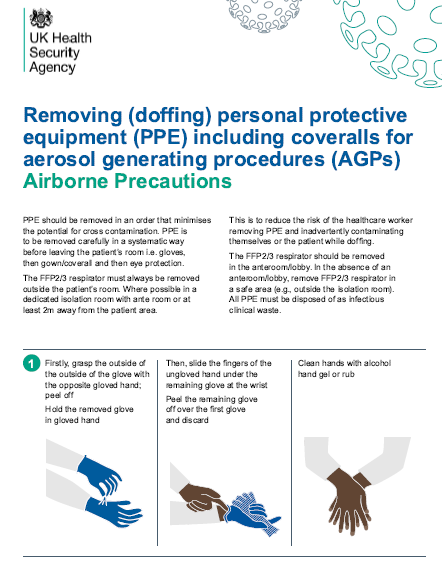 UK Health
Security
Agency
Removing (doffing) personal protective
equipment (PPE) including coveralls for
aerosol generating procedures (AGPs)
Airborne Precautions
PPE should be removed in an order that minimises
the potential for cross contamination. PPE is
to be removed carefully in a systematic way
before leaving the patient's room i.e. gloves,
then gown/coverall and then eye protection.
The FFP2/3 respirator must always be removed
outside the patient's room. Where possible in a
dedicated isolation room with ante room or at
least 2m away from the patient area.
This is to reduce the risk of the healthcare worker
removing PPE and inadvertently contaminating
themselves or the patient while doffing.
The FFP2/3 respirator should be removed
in the anteroom/lobby. In the absence of an
anteroom/lobby, remove FFP2/3 respirator in
a safe area (e.g., outside the isolation room).
All PPE must be disposed of as infectious
clinical waste.
1
Firstly, grasp the outside of
the outside of the glove with
the opposite gloved hand;
peel off
Hold the removed glove
in gloved hand
Then, slide the fingers of the
ungloved hand under the
remaining glove at the wrist
Peel the remaining glove
off over the first glove
and discard
Clean hands with alcohol
hand gel or rub